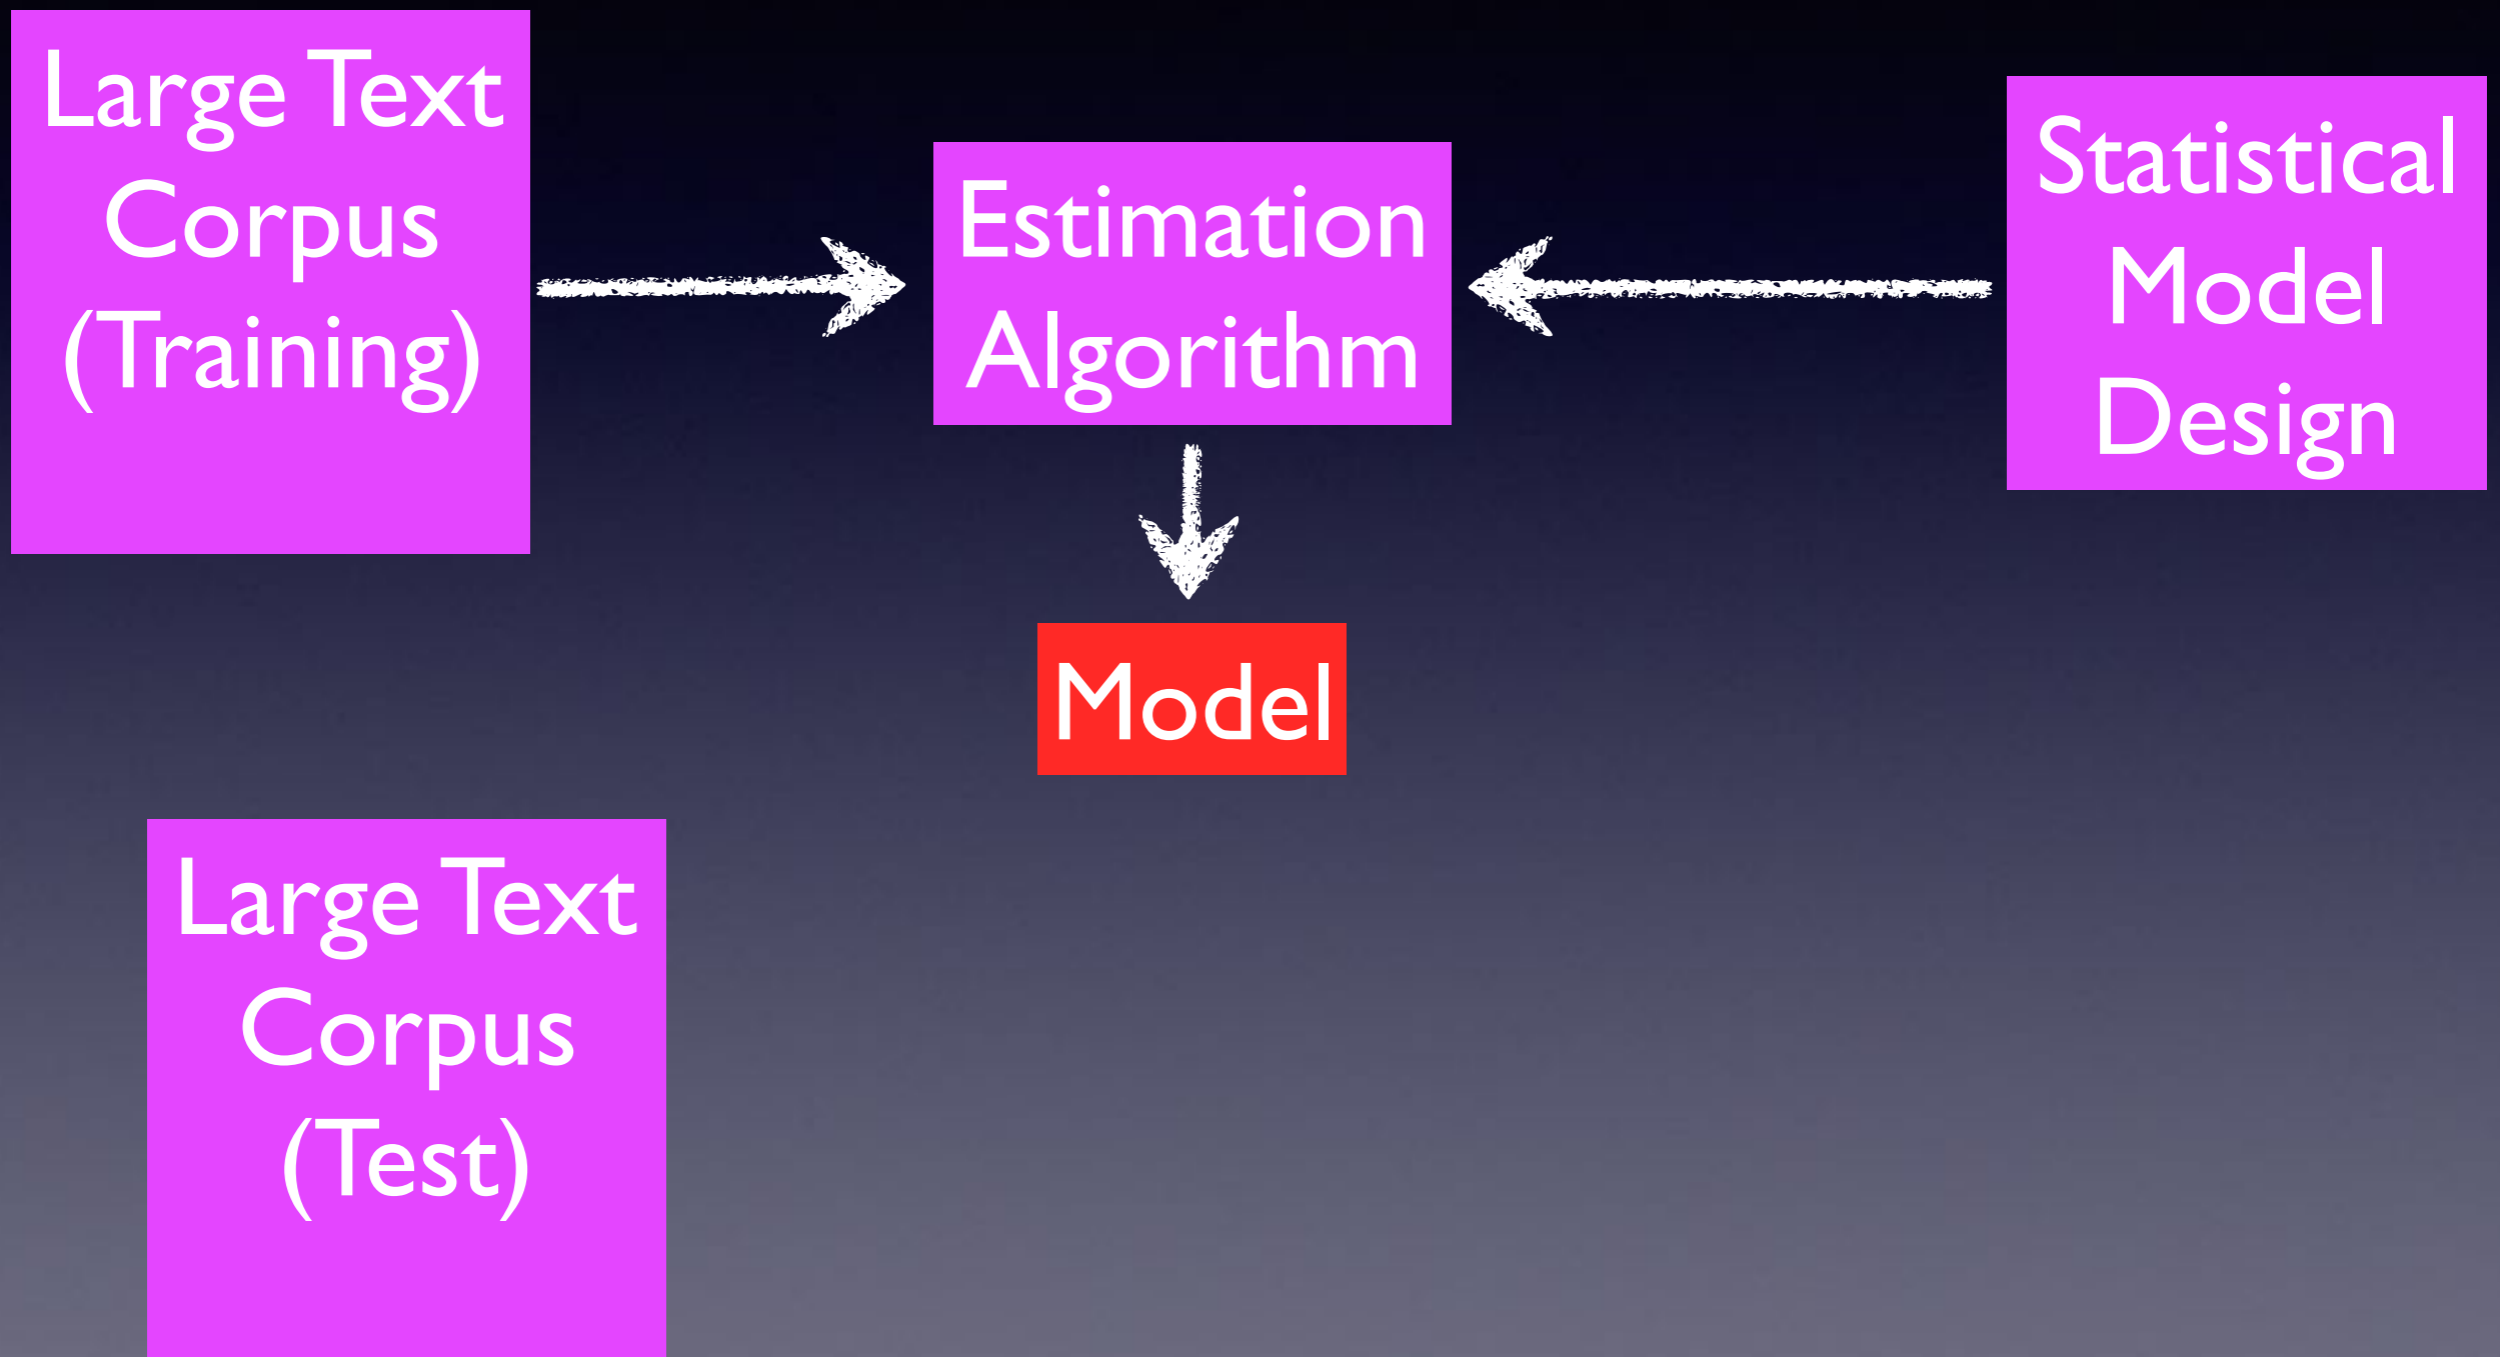 Large Text
Corpus
(Training)
Estimation
Algorithm
Statistical
Model
Design
Model
Large Text
Corpus
(Test)